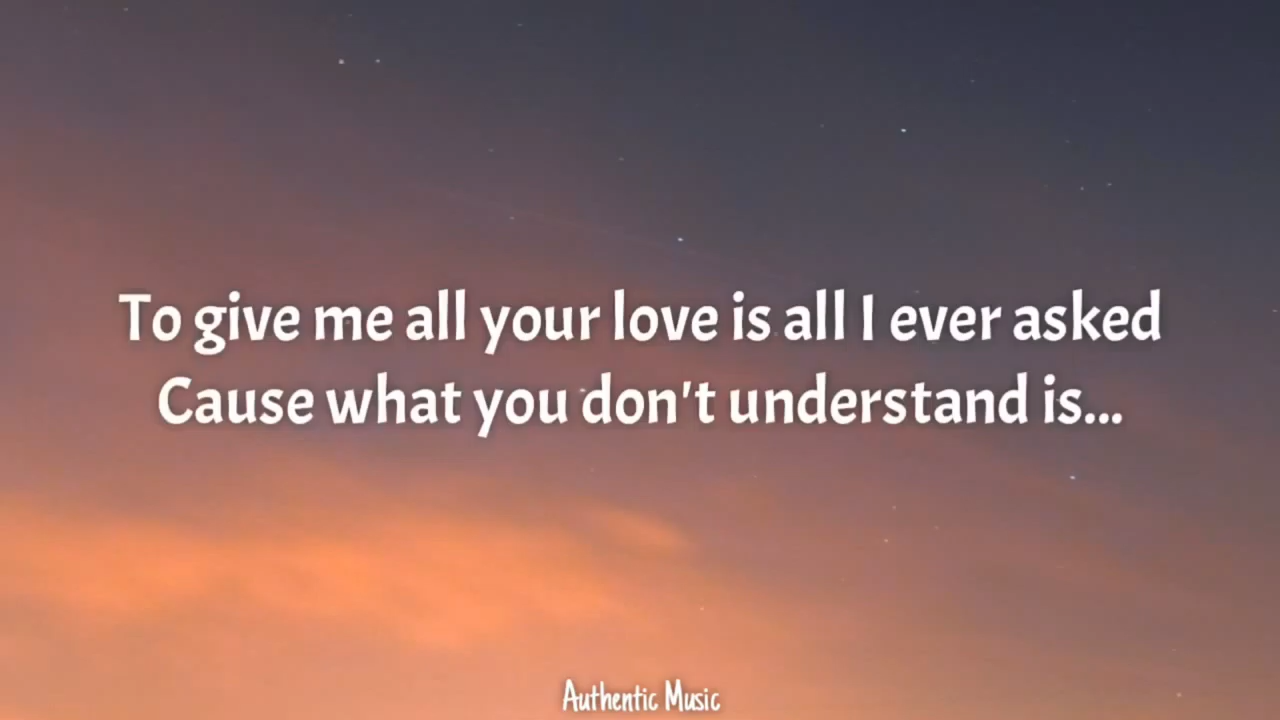 To give me all your love is all I ever asked
Cause what you don't understand is...
Authentic Music